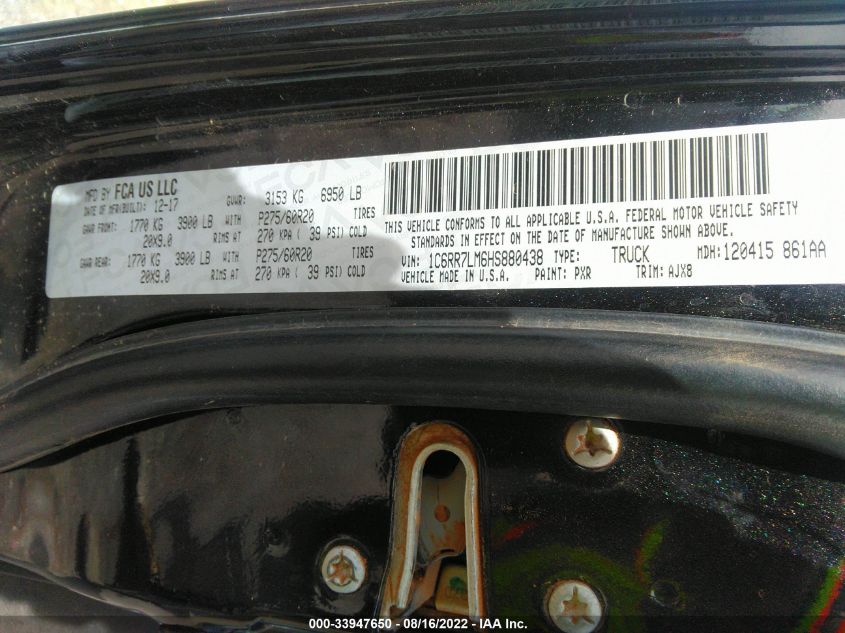 MFD BY FCA US LLC
DATE OF MFR(BUILT): 12-17 GVWR: 3153 KG 6950 LB
GAWR FRONT: 1770 KG 3900 LB WITH P275/60R20 TIRES
20X9.0 RIMS AT 270 KPA ( 39 PSI) COLD
GAWR REAR: 1770 KG 3900 LB WITH P275/60R20 TIRES
20X9.0 RIMS AT 270 KPA ( 39 PSI) COLD
THIS VEHICLE CONFORMS TO ALL APPLICABLE U.S.A. FEDERAL MOTOR VEHICLE SAFETY
STANDARDS IN EFFECT ON THE DATE OF MANUFACTURE SHOWN ABOVE.
VIN: 1C6RR7LM6HS880438 TYPE: TRUCK MDH: 120415 861AA
VEHICLE MADE IN U.S.A. PAINT: PXR TRIM: AJX8
000-33947650 - 08/16/2022 - IAA Inc.